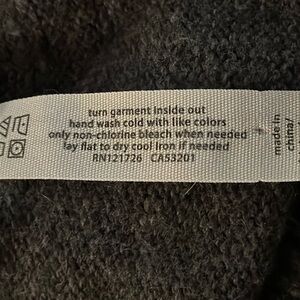 turn garment inside out
hand wash cold with like colors
only non-chlorine bleach when needed
lay flat to dry cool Iron if needed
RN121726 CA53201
made in
china/